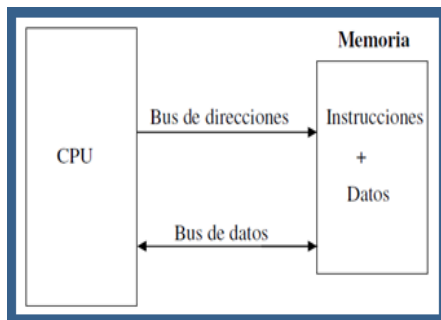 Memoria
Bus de direcciones
Instrucciones
CPU
+
Datos
Bus de datos